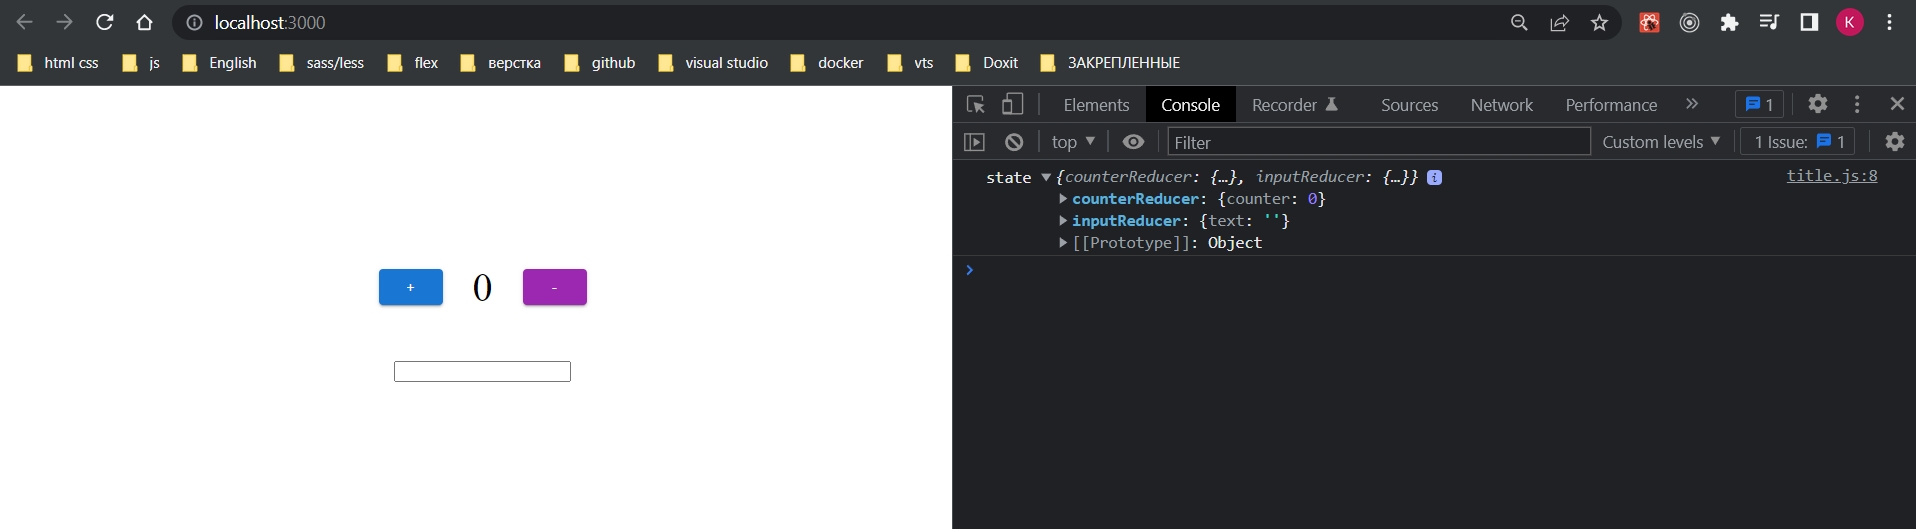 localhost:3000
K
html css js English sass/less flex верстка github visual studio docker vts Doxit ЗАКРЕПЛЕННЫЕ
Elements Console Recorder Sources Network Performance » 1
top Filter Custom levels 1 Issue: 1
state {counterReducer: {…}, inputReducer: {…}} i title.js:8
counterReducer: {counter: 0}
inputReducer: {text: ''}
[[Prototype]]: Object
+ 0 -